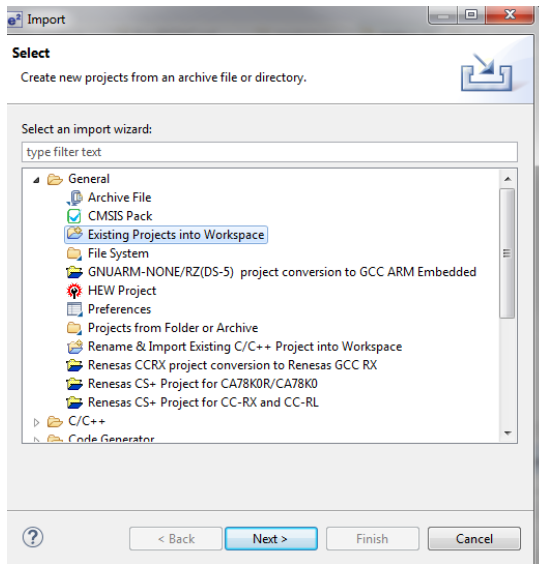 e² Import
Select
Create new projects from an archive file or directory.
Select an import wizard:
type filter text
General
Archive File
CMSIS Pack
Existing Projects into Workspace
File System
GNUARM-NONE/RZ(DS-5) project conversion to GCC ARM Embedded
HEW Project
Preferences
Projects from Folder or Archive
Rename & Import Existing C/C++ Project into Workspace
Renesas CCRX project conversion to Renesas GCC RX
Renesas CS+ Project for CA78K0R/CA78K0
Renesas CS+ Project for CC-RX and CC-RL
C/C++
Code Generator
? < Back Next > Finish Cancel